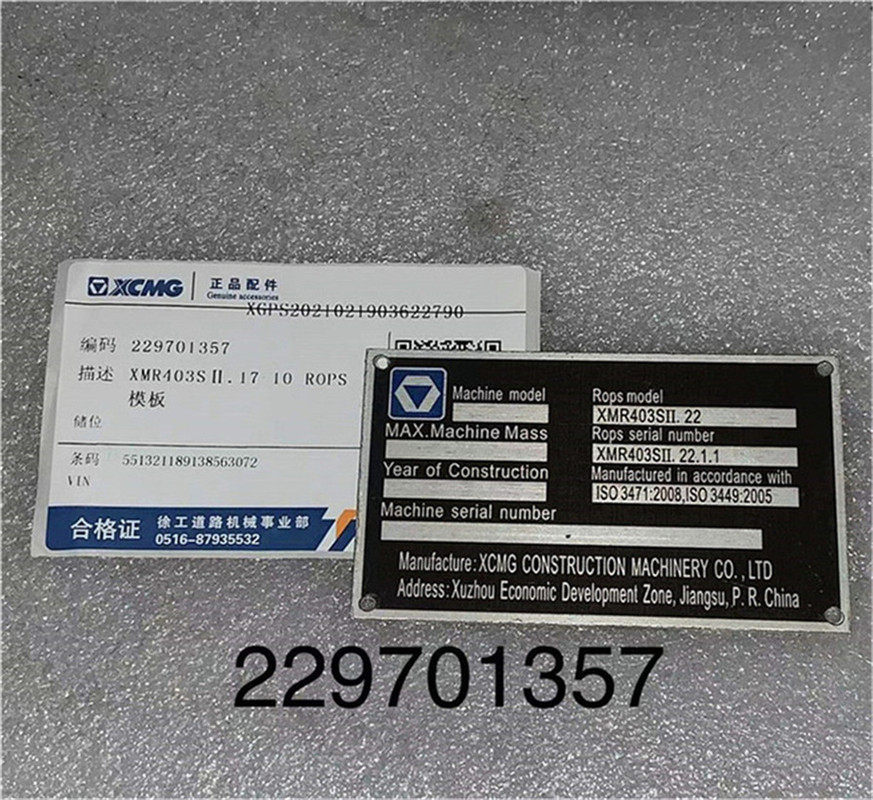 XCMG
正品配件
Genuine accessories
XGPS2021021903622790
编码 229701357
描述 XMR403SⅡ.17-10 ROPS
模板
储位
条码 551321189138563072
VIN
合格证
徐工道路机械事业部
0516-87935532
Machine model
MAX.Machine Mass
Year of Construction
Machine serial number
Rops model
XMR403SII. 22
Rops serial number
XMR403SII. 22.1.1
Manufactured in accordance with
ISO 3471:2008,ISO 3449:2005
Manufacture: XCMG CONSTRUCTION MACHINERY CO., LTD
Address: Xuzhou Economic Development Zone, Jiangsu, P. R. China
229701357